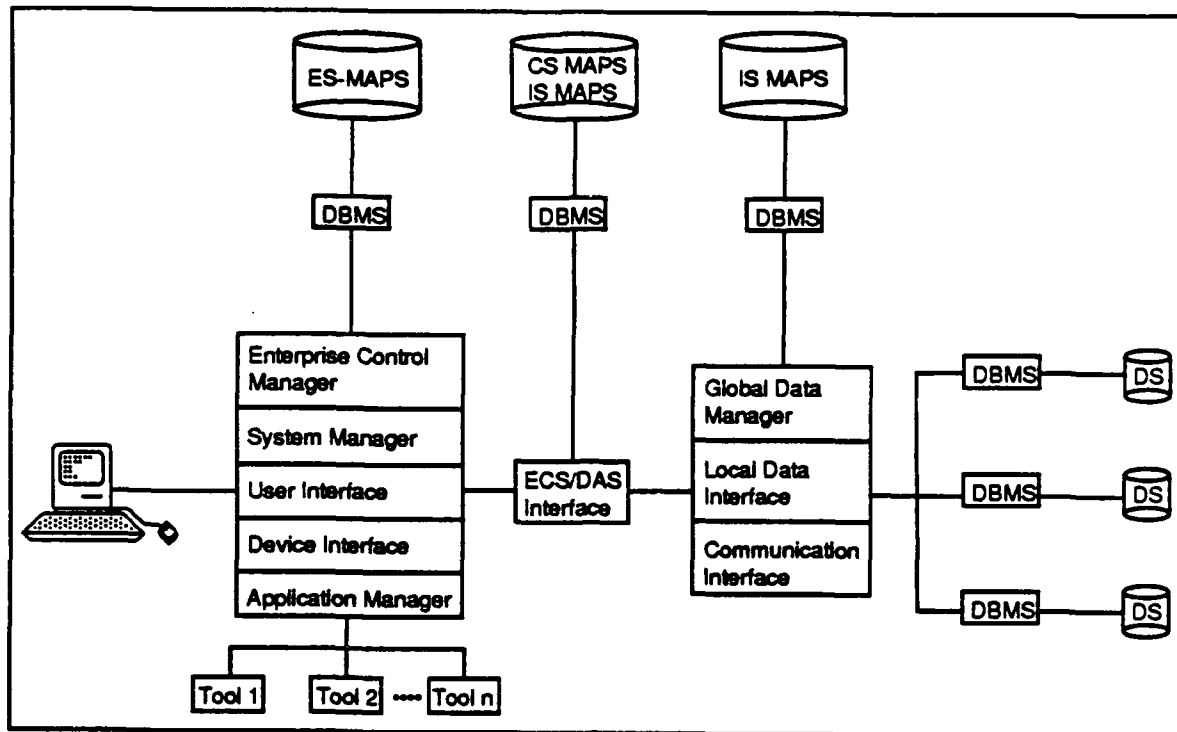 ES-MAPS
CS MAPS
IS MAPS
IS MAPS
DBMS
DBMS
DBMS
Enterprise Control
Manager
System Manager
User Interface
Device Interface
Application Manager
ECS/DAS
Interface
Global Data
Manager
Local Data
Interface
Communication
Interface
DBMS
DS
DBMS
DS
DBMS
DS
Tool 1
Tool 2
••••
Tool n